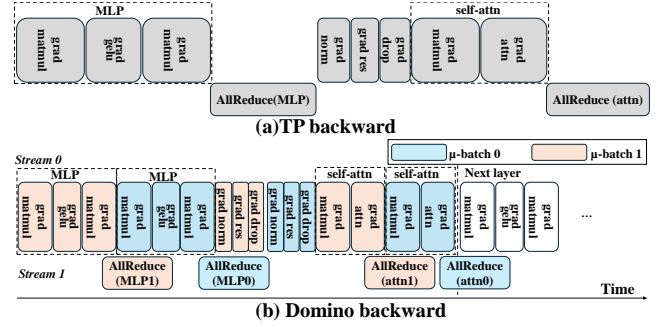 MLP
self-attn
grad matmul
grad gelu
grad matmul
grad norm
grad res
grad drop
grad matmul
grad attn
AllReduce(MLP)
AllReduce (attn)
(a)TP backward
μ-batch 0
μ-batch 1
Stream 0
MLP
MLP
self-attn
self-attn
Next layer
grad matmul
grad gelu
grad matmul
grad matmul
grad gelu
grad matmul
grad norm
grad res
grad drop
grad norm
grad res
grad drop
grad matmul
grad attn
grad matmul
grad attn
grad matmul
grad gelu
grad matmul
...
Stream 1
AllReduce (MLP1)
AllReduce (MLP0)
AllReduce (attn1)
AllReduce (attn0)
Time
(b) Domino backward